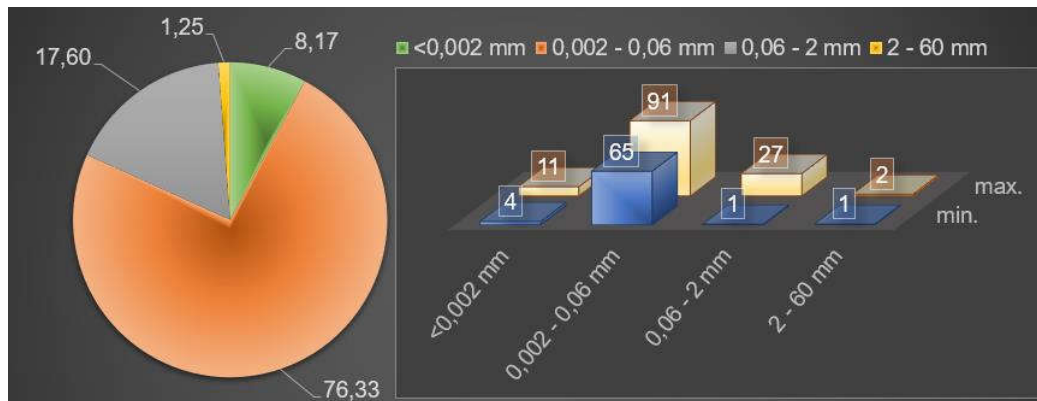 1,25
8,17
17,60
76,33
<0,002 mm 0,002 - 0,06 mm 0,06 - 2 mm 2 - 60 mm
91
65
11
27
4
1
2
1
max.
min.
<0,002 mm
0,002 - 0,06 mm
0,06 - 2 mm
2 - 60 mm